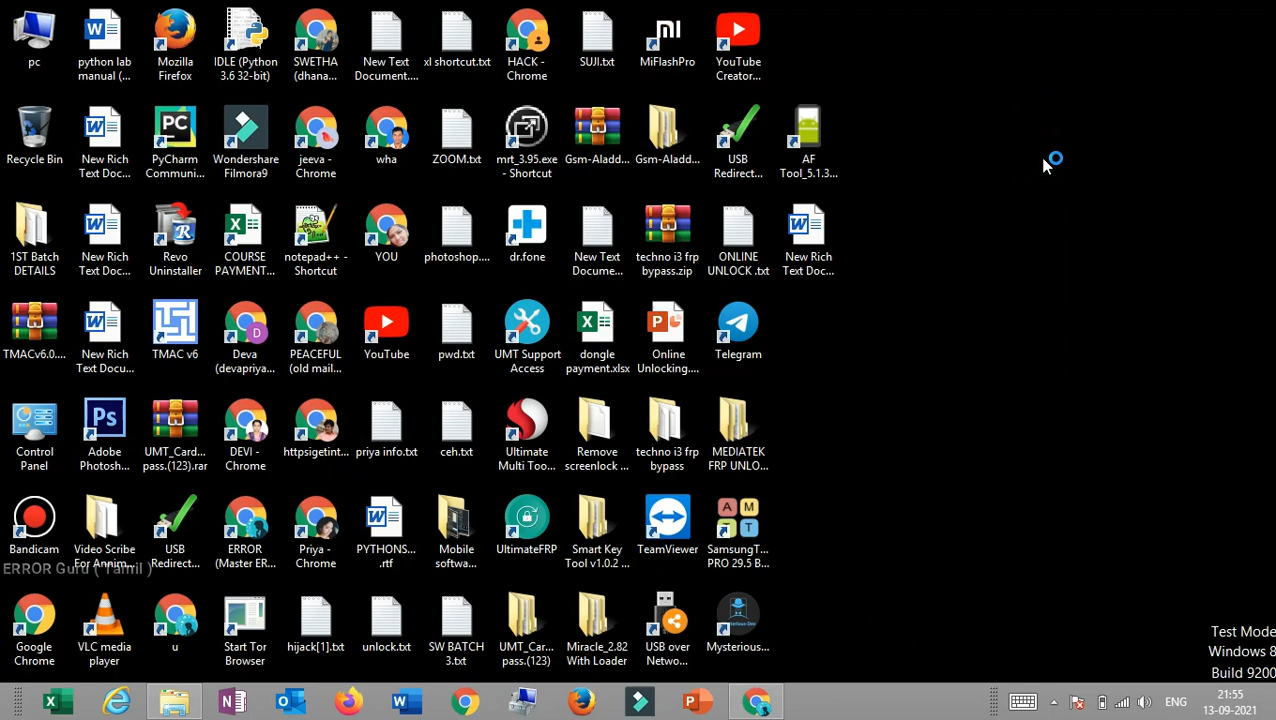 pc
python lab
manual (...
Mozilla
Firefox
IDLE (Python
3.6 32-bit)
SWETHA
(dhana...
New Text
Document....
xl shortcut.txt
HACK -
Chrome
SUJI.txt
MiFlashPro
YouTube
Creator...
Recycle Bin
New Rich
Text Doc...
PyCharm
Communi...
Wondershare
Filmora9
jeeva -
Chrome
wha
ZOOM.txt
mrt_3.95.exe
- Shortcut
Gsm-Aladd...
Gsm-Aladd...
USB
Redirect...
AF
Tool_5.1.3...
1ST Batch
DETAILS
New Rich
Text Doc...
Revo
Uninstaller
COURSE
PAYMENT...
notepad++ -
Shortcut
YOU
photoshop....
dr.fone
New Text
Docume...
techno i3 frp
bypass.zip
ONLINE
UNLOCK .txt
New Rich
Text Doc...
TMACv6.0....
New Rich
Text Docu...
TMAC v6
Deva
(devapriya...
PEACEFUL
(old mail...
YouTube
pwd.txt
UMT Support
Access
dongle
payment.xlsx
Online
Unlocking....
Telegram
Control
Panel
Adobe
Photosh...
UMT_Card...
pass.(123).rar
DEVI -
Chrome
httpsigetint...
priya info.txt
ceh.txt
Ultimate
Multi Too...
Remove
screenlock ...
techno i3 frp
bypass
MEDIATEK
FRP UNLO...
Bandicam
Video Scribe
For Annim...
USB
Redirect...
ERROR
(Master ER...
Priya -
Chrome
PYTHONS...
.rtf
Mobile
softwa...
UltimateFRP
Smart Key
Tool v1.0.2 ...
TeamViewer
SamsungT...
PRO 29.5 B...
ERROR Guru ( Tamil )
Google
Chrome
VLC media
player
u
Start Tor
Browser
hijack[1].txt
unlock.txt
SW BATCH
3.txt
UMT_Car...
pass.(123)
Miracle_2.82
With Loader
USB over
Netwo...
Mysterious...
Test Mode
Windows 8
Build 9200
ENG
21:55
13-09-2021